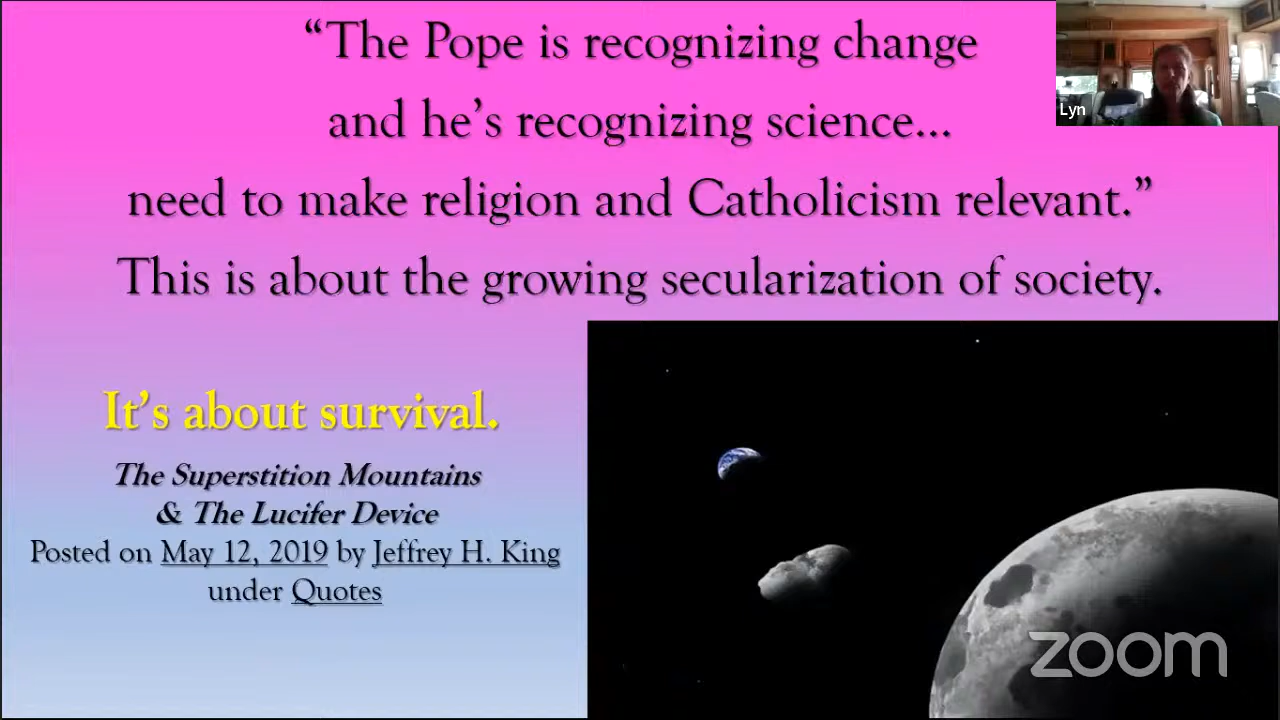 “The Pope is recognizing change
and he’s recognizing science...
need to make religion and Catholicism relevant.”
This is about the growing secularization of society.
It’s about survival.
The Superstition Mountains
& The Lucifer Device
Posted on May 12, 2019 by Jeffrey H. King
under Quotes
Lyn
zoom